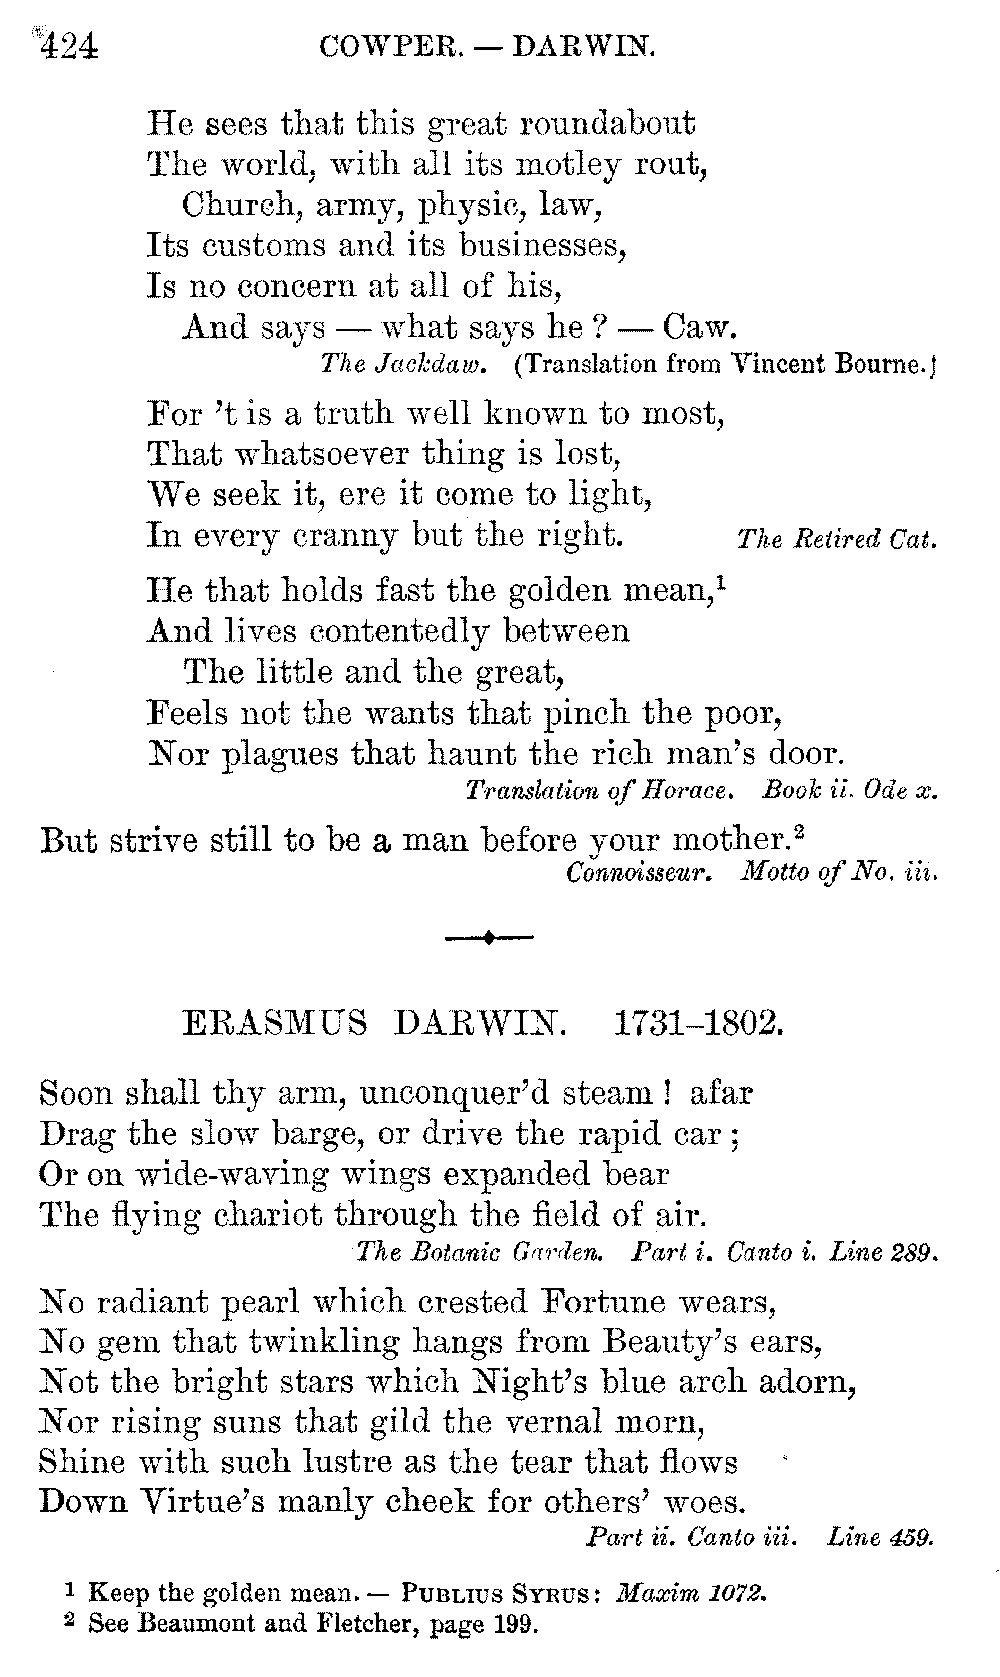 424 COWPER. — DARWIN.
He sees that this great roundabout
The world, with all its motley rout,
Church, army, physic, law,
Its customs and its businesses,
Is no concern at all of his,
And says — what says he? — Caw.
The Jackdaw. (Translation from Vincent Bourne.)
For 't is a truth well known to most,
That whatsoever thing is lost,
We seek it, ere it come to light,
In every cranny but the right. The Retired Cat.
He that holds fast the golden mean,¹
And lives contentedly between
The little and the great,
Feels not the wants that pinch the poor,
Nor plagues that haunt the rich man's door.
Translation of Horace. Book ii. Ode x.
But strive still to be a man before your mother.²
Connoisseur. Motto of No. iii.
ERASMUS DARWIN. 1731–1802.
Soon shall thy arm, unconquer'd steam! afar
Drag the slow barge, or drive the rapid car;
Or on wide-waving wings expanded bear
The flying chariot through the field of air.
The Botanic Garden. Part i. Canto i. Line 289.
No radiant pearl which crested Fortune wears,
No gem that twinkling hangs from Beauty's ears,
Not the bright stars which Night's blue arch adorn,
Nor rising suns that gild the vernal morn,
Shine with such lustre as the tear that flows
Down Virtue's manly cheek for others' woes.
Part ii. Canto iii. Line 459.
¹ Keep the golden mean. — PUBLIUS SYRUS: Maxim 1072.
² See Beaumont and Fletcher, page 199.